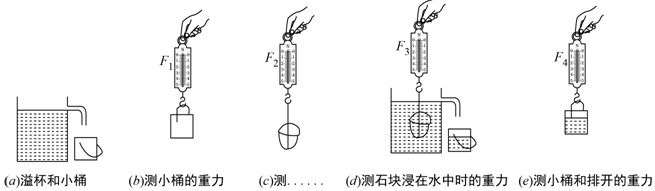 F1
F2
F3
F4
(a)溢杯和小桶
(b)测小桶的重力
(c)测......
(d)测石块浸在水中时的重力
(e)测小桶和排开的重力